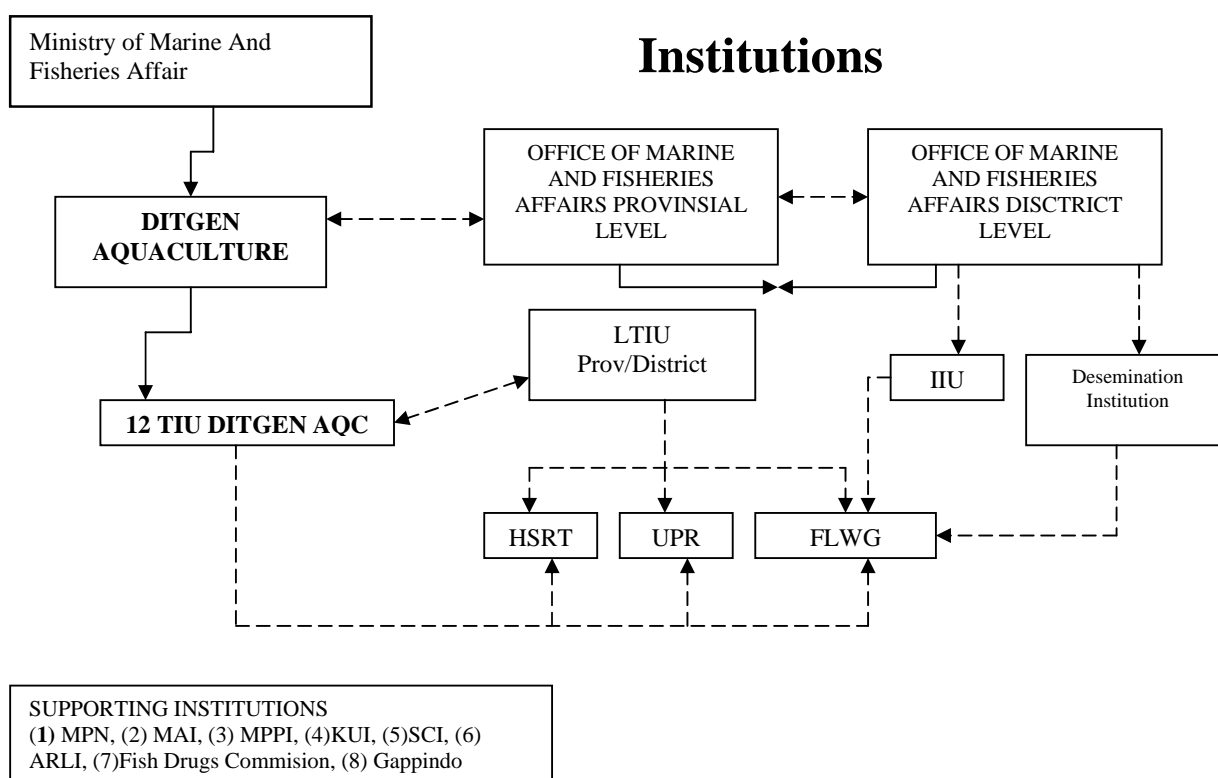 Institutions
Ministry of Marine And
Fisheries Affair
OFFICE OF MARINE
AND FISHERIES
AFFAIRS PROVINSIAL
LEVEL
OFFICE OF MARINE
AND FISHERIES
AFFAIRS DISCTRICT
LEVEL
DITGEN
AQUACULTURE
LTIU
Prov/District
IIU
Desemination
Institution
12 TIU DITGEN AQC
HSRT
UPR
FLWG
SUPPORTING INSTITUTIONS
(1) MPN, (2) MAI, (3) MPPI, (4)KUI, (5)SCI, (6)
ARLI, (7)Fish Drugs Commision, (8) Gappindo